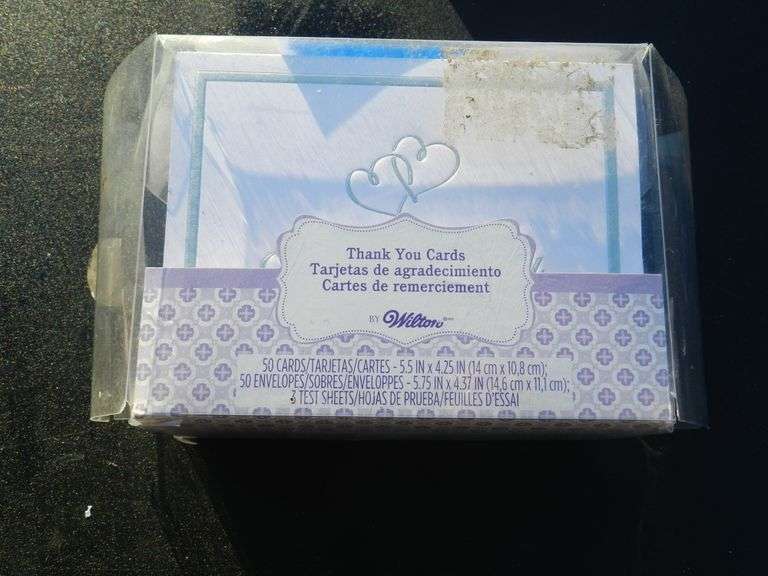 Thank You Cards
Tarjetas de agradecimiento
Cartes de remerciement
BY Wilton
50 CARDS/TARJETAS/CARTES - 5.5 IN x 4.25 IN (14 cm x 10,8 cm);
50 ENVELOPES/SOBRES/ENVELOPPES - 5.75 IN x 4.37 IN (14,6 cm x 11,1 cm);
3 TEST SHEETS/HOJAS DE PRUEBA/FEUILLES D'ESSAI